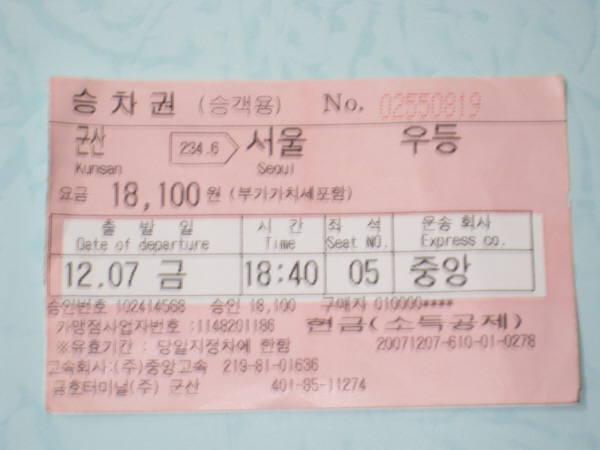 승차권 (승객용) No. 02550819
군산 234.6 서울 우등
Kunsan Seoul
요금 18,100원 (부가가치세포함)
출 발 일 시 간 좌 석 운송 회사
Date of departure Time Seat NO. Express co.
12.07 금 18:40 05 중앙
승인번호 102414568 승인 18,100 구매자 010000****
가맹점사업자번호 :1148201186 현금(소득공제)
※유효기간 : 당일지정차에 한함 20071207-610-01-0278
고속회사:(주)중앙고속 219-81-01636
금호터미널(주) 군산 401-85-11274